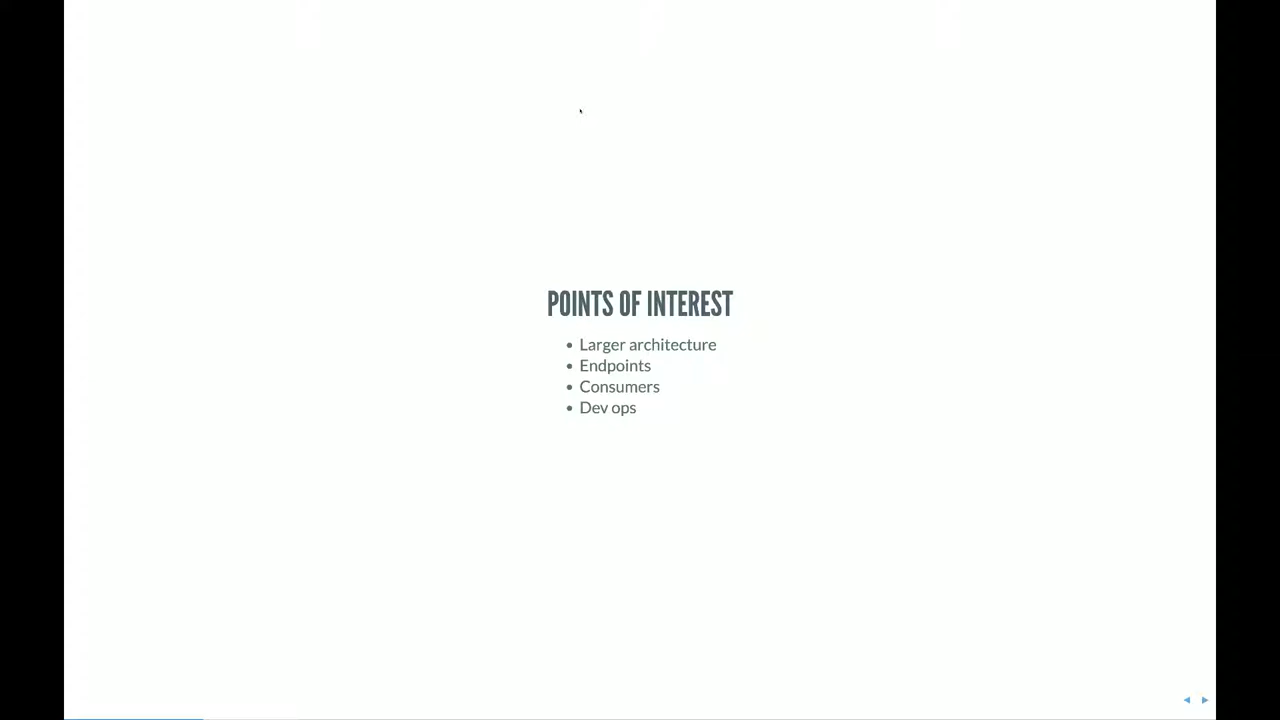 POINTS OF INTEREST
Larger architecture
Endpoints
Consumers
Dev ops